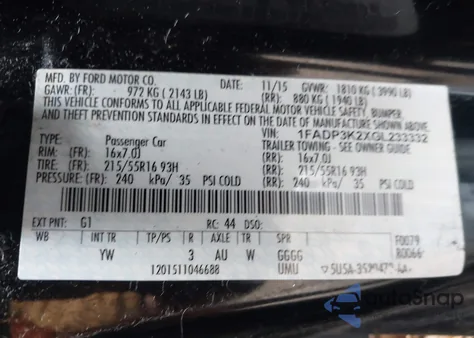 MFD. BY FORD MOTOR CO.
DATE: 11/15 GVWR: 1810 KG ( 3990 LB)
GAWR: (FR) 972 KG ( 2143 LB) (RR) 880 KG ( 1940 LB)
THIS VEHICLE CONFORMS TO ALL APPLICABLE FEDERAL MOTOR VEHICLE SAFETY, BUMPER,
AND THEFT PREVENTION STANDARDS IN EFFECT ON THE DATE OF MANUFACTURE SHOWN ABOVE.
VIN: 1FADP3K2XGL233332
TYPE: Passenger Car TRAILER TOWING - SEE OWNER GUIDE
RIM: (FR) 16x7.0J (RR): 16x7.0J
TIRE: (FR) 215/55R16 93H (RR): 215/55R16 93H
PRESSURE: (FR) 240 kPa/ 35 PSI COLD (RR): 240 kPa/ 35 PSI COLD
EXT PNT: G1 RC: 44 DSO: F0079
WB INT TR TP/PS R AXLE TR SPR R0066
YW 3 AU W GGGG
1201511046688 UMU
AutoSnap